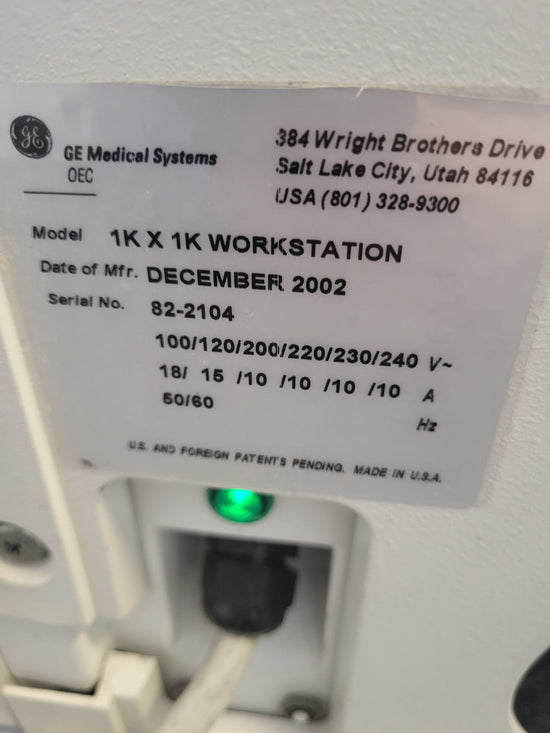 GE
GE Medical Systems
OEC
384 Wright Brothers Drive
Salt Lake City, Utah 84116
USA (801) 328-9300
Model 1K X 1K WORKSTATION
Date of Mfr. DECEMBER 2002
Serial No. 82-2104
100/120/200/220/230/240 V~
18/ 15 /10 /10 /10 /10 A
50/60 Hz
U.S. AND FOREIGN PATENTS PENDING. MADE IN U.S.A.